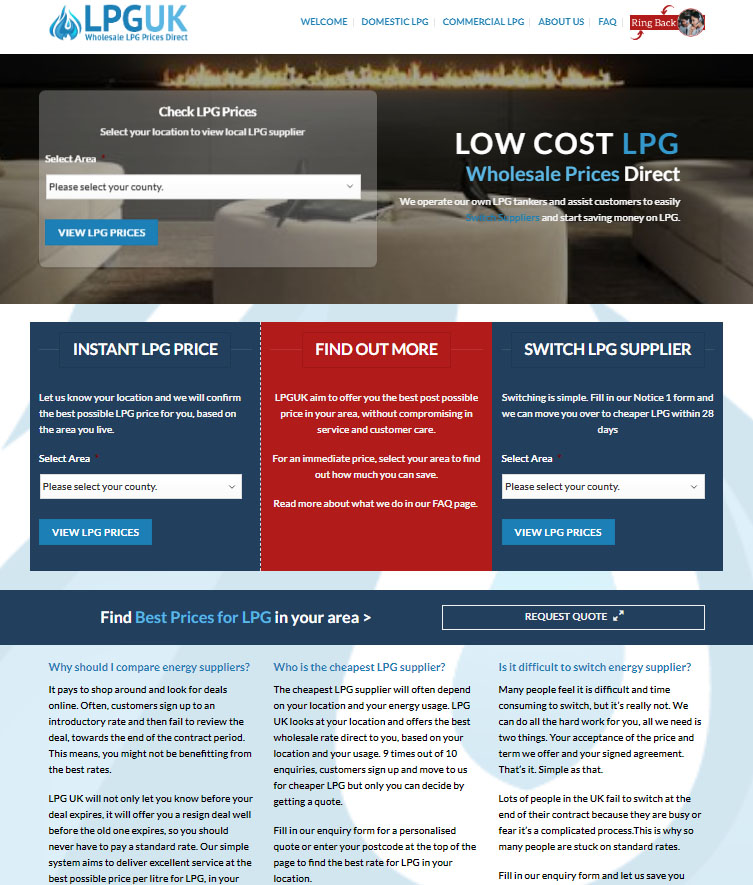 LPGUK
Wholesale LPG Prices Direct
WELCOME
DOMESTIC LPG
COMMERCIAL LPG
ABOUT US
FAQ
Ring Back
Check LPG Prices
Select your location to view local LPG supplier
Select Area *
Please select your county.
VIEW LPG PRICES
LOW COST LPG
Wholesale Prices Direct
We operate our own LPG tankers and assist customers to easily
Switch Suppliers and start saving money on LPG.
INSTANT LPG PRICE
Let us know your location and we will confirm
the best possible LPG price for you, based on
the area you live.
Select Area *
Please select your county.
VIEW LPG PRICES
FIND OUT MORE
LPGUK aim to offer you the best post possible
price in your area, without compromising in
service and customer care.
For an immediate price, select your area to find
out how much you can save.
Read more about what we do in our FAQ page.
SWITCH LPG SUPPLIER
Switching is simple. Fill in our Notice 1 form and
we can move you over to cheaper LPG within 28
days
Select Area *
Please select your county.
VIEW LPG PRICES
Find Best Prices for LPG in your area >
REQUEST QUOTE
Why should I compare energy suppliers?
It pays to shop around and look for deals
online. Often, customers sign up to an
introductory rate and then fail to review the
deal, towards the end of the contract period.
This means, you might not be benefitting from
the best rates.
LPG UK will not only let you know before your
deal expires, it will offer you a resign deal well
before the old one expires, so you should
never have to pay a standard rate. Our simple
system aims to deliver excellent service at the
best possible price per litre for LPG, in your
Who is the cheapest LPG supplier?
The cheapest LPG supplier will often depend
on your location and your energy usage. LPG
UK looks at your location and offers the best
wholesale rate direct to you, based on your
location and your usage. 9 times out of 10
enquiries, customers sign up and move to us
for cheaper LPG but only you can decide by
getting a quote.
Fill in our enquiry form for a personalised
quote or enter your postcode at the top of the
page to find the best rate for LPG in your
location.
Is it difficult to switch energy supplier?
Many people feel it is difficult and time
consuming to switch, but it's really not. We
can do all the hard work for you, all we need is
two things. Your acceptance of the price and
term we offer and your signed agreement.
That's it. Simple as that.
Lots of people in the UK fail to switch at the
end of their contract because they are busy or
fear it's a complicated process.This is why so
many people are stuck on standard rates.
Fill in our enquiry form and let us save you